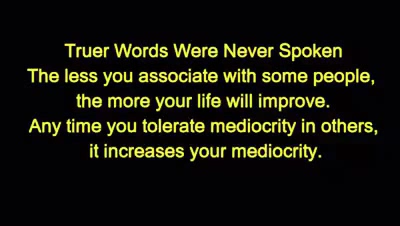 Truer Words Were Never Spoken
The less you associate with some people,
the more your life will improve.
Any time you tolerate mediocrity in others,
it increases your mediocrity.